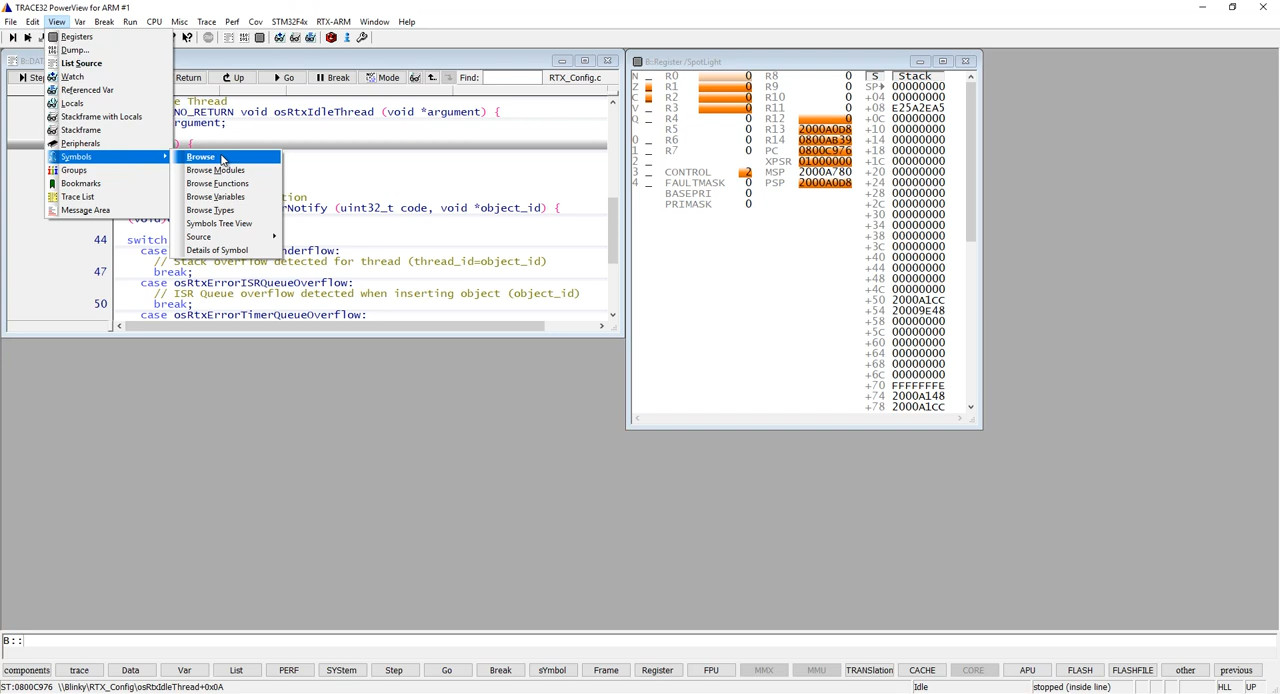 TRACE32 PowerView for ARM #1
File Edit View Var Break Run CPU Misc Trace Perf Cov STM32F4x RTX-ARM Window Help
Registers
Dump...
List Source
Watch
Referenced Var
Locals
Stackframe with Locals
Stackframe
Peripherals
Symbols
Groups
Bookmarks
Trace List
Message Area
Browse
Browse Modules
Browse Functions
Browse Variables
Browse Types
Symbols Tree View
Source
Details of Symbol
Return Up Go Break Mode Find: RTX_Config.c
e Thread
NO_RETURN void osRtxIdleThread (void *argument) {
rgument;
) {
tion
rNotify (uint32_t code, void *object_id) {
44 switch
case nderflow:
// Stack overflow detected for thread (thread_id=object_id)
47 break;
case osRtxErrorISRQueueOverflow:
// ISR Queue overflow detected when inserting object (object_id)
50 break;
case osRtxErrorTimerQueueOverflow:
B::Register /SpotLight
N _ R0 0 R8 0 S Stack
Z R1 0 R9 0 SP 00000000
C R2 0 R10 0 +04 00000000
V _ R3 0 R11 0 +08 E25A2EA5
Q _ R4 0 R12 0 +0C 00000000
R5 0 R13 2000A0D8 +10 00000000
0 _ R6 0 R14 0800AB39 +14 00000000
1 _ R7 0 PC 0800C976 +18 00000000
2 _ XPSR 01000000 +1C 00000000
3 _ CONTROL 2 MSP 2000A780 +20 00000000
4 _ FAULTMASK 0 PSP 2000A0D8 +24 00000000
BASEPRI 0 +28 00000000
PRIMASK 0 +2C 00000000
+30 00000000
+34 00000000
+38 00000000
+3C 00000000
+40 00000000
+44 00000000
+48 00000000
+4C 00000000
+50 2000A1CC
+54 20009E48
+58 00000000
+5C 00000000
+60 00000000
+64 00000000
+68 00000000
+6C 00000000
+70 FFFFFFFE
+74 2000A148
+78 2000A1CC
B::
components trace Data Var List PERF SYStem Step Go Break sYmbol Frame Register FPU MMX MMU TRANSlation CACHE CORE APU FLASH FLASHFILE other previous
ST:0800C976 \\Blinky\RTX_Config\osRtxIdleThread+0x0A Idle stopped (inside line) HLL UP